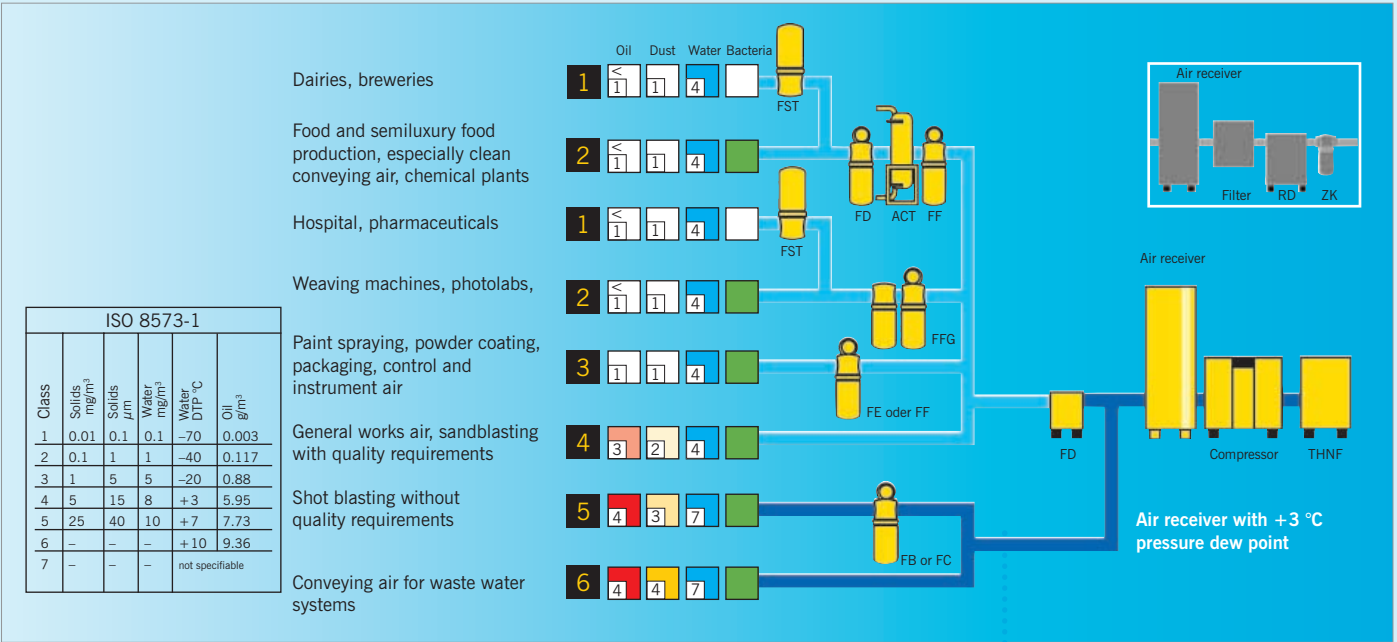 Oil Dust Water Bacteria
Dairies, breweries
1 < 1 1 4
FST
Food and semiluxury food
production, especially clean
conveying air, chemical plants
2 < 1 1 4
FD ACT FF
Hospital, pharmaceuticals
1 < 1 1 4
FST
Weaving machines, photolabs,
2 < 1 1 4
FFG
Paint spraying, powder coating,
packaging, control and
instrument air
3 1 1 4
FE oder FF
General works air, sandblasting
with quality requirements
4 3 2 4
Shot blasting without
quality requirements
5 4 3 7
FB or FC
Conveying air for waste water
systems
6 4 4 7
ISO 8573-1
Class
Solids
mg/m³
Solids
μm
Water
mg/m³
Water
DTP °C
Oil
g/m³
1 0.01 0.1 0.1 –70 0.003
2 0.1 1 1 –40 0.117
3 1 5 5 –20 0.88
4 5 15 8 +3 5.95
5 25 40 10 +7 7.73
6 – – – +10 9.36
7 – – – not specifiable
Air receiver
Filter RD ZK
Air receiver
FD Compressor THNF
Air receiver with +3 °C
pressure dew point